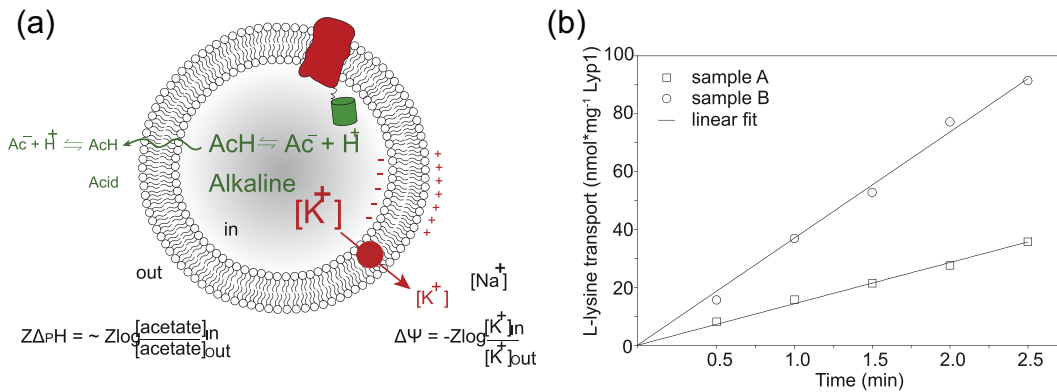 (a)
Ac⁻ + H⁺ ⇌ AcH
AcH ⇌ Ac⁻ + H⁺
Acid
Alkaline
[K⁺]
in
out
[K⁺]
[Na⁺]
- - - - -
+ + + + + + +
ZΔpH = ~ Zlog [acetate]in / [acetate]out
ΔΨ = -Zlog [K⁺]in / [K⁺]out
(b)
L-lysine transport (nmol*mg⁻¹ Lyp1)
100
80
60
40
20
0
sample A
sample B
linear fit
0.5 1.0 1.5 2.0 2.5
Time (min)